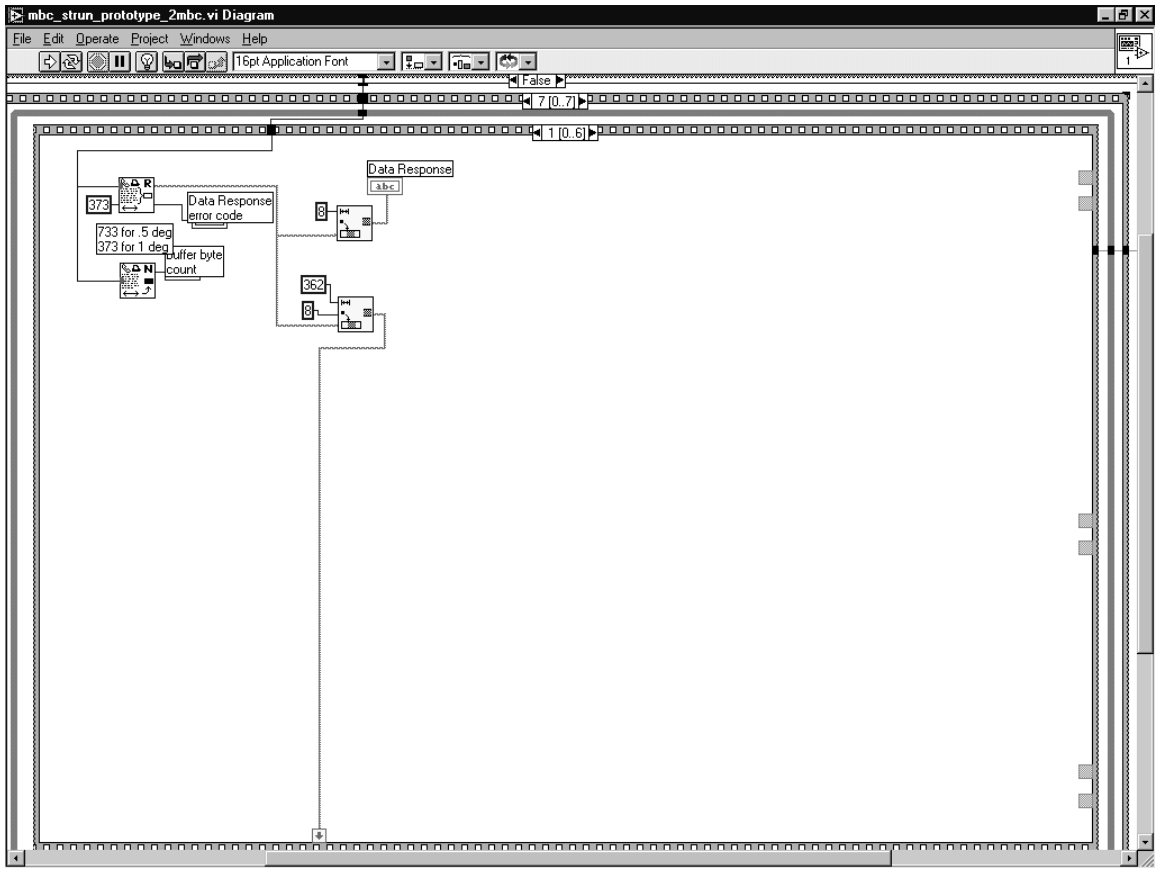 mbc_strun_prototype_2mbc.vi Diagram
File Edit Operate Project Windows Help
16pt Application Font
1
False
7 [0..7]
1 [0..6]
Data Response
abc
R
373
Data Response
error code
8
733 for .5 deg
373 for 1 deg
buffer byte
count
N
362
8